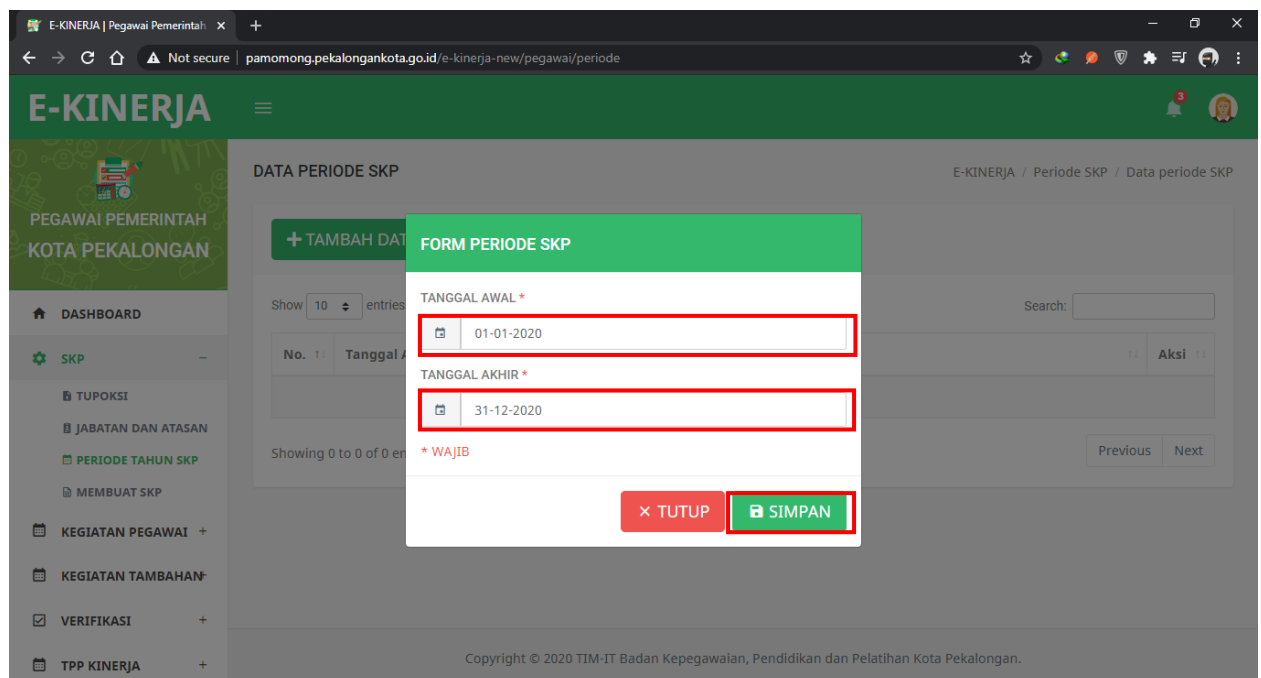 E-KINERJA | Pegawai Pemerintah
Not secure | pamomong.pekalongankota.go.id/e-kinerja-new/pegawai/periode
E-KINERJA
3
PEGAWAI PEMERINTAH
KOTA PEKALONGAN
DASHBOARD
SKP
TUPOKSI
JABATAN DAN ATASAN
PERIODE TAHUN SKP
MEMBUAT SKP
KEGIATAN PEGAWAI +
KEGIATAN TAMBAHAN
VERIFIKASI +
TPP KINERJA +
DATA PERIODE SKP
E-KINERJA / Periode SKP / Data periode SKP
+ TAMBAH DAT
Show 10 entries
Search:
No. Tanggal A Aksi
Showing 0 to 0 of 0 en
Previous Next
FORM PERIODE SKP
TANGGAL AWAL *
01-01-2020
TANGGAL AKHIR *
31-12-2020
* WAJIB
× TUTUP
SIMPAN
Copyright © 2020 TIM-IT Badan Kepegawaian, Pendidikan dan Pelatihan Kota Pekalongan.